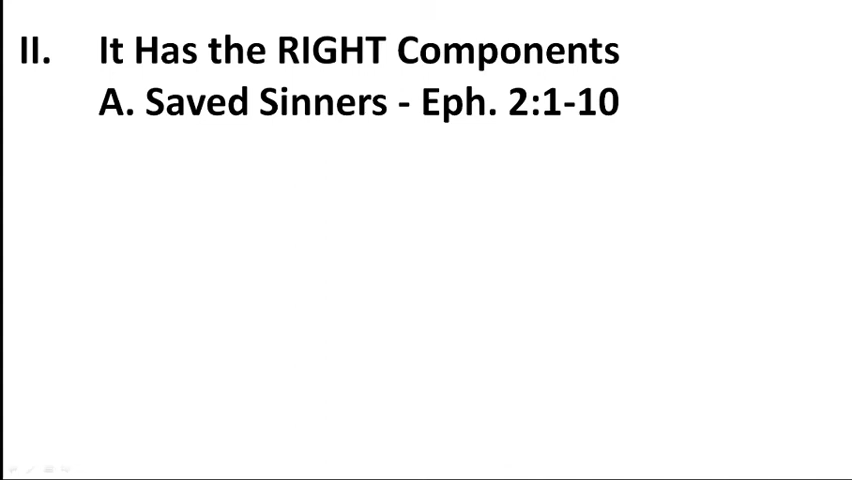 II. It Has the RIGHT Components
A. Saved Sinners - Eph. 2:1-10